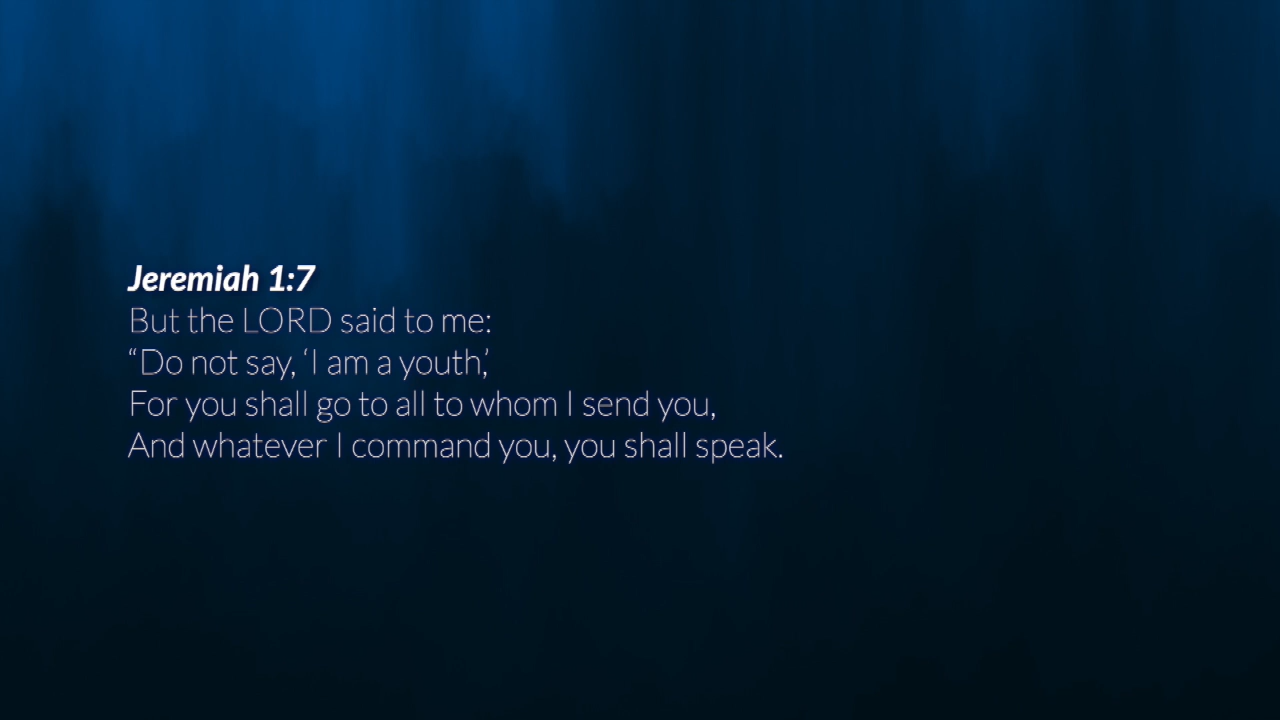 Jeremiah 1:7
But the LORD said to me:
“Do not say, ‘I am a youth,’
For you shall go to all to whom I send you,
And whatever I command you, you shall speak.